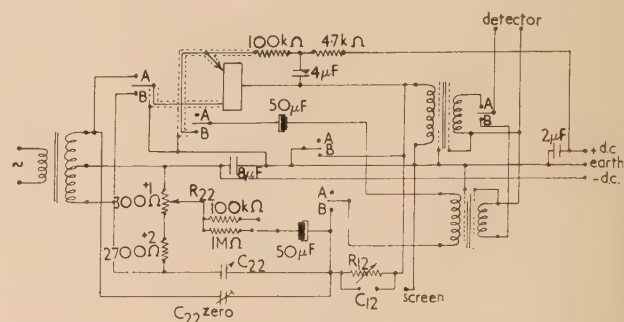 detector
100kΩ 47kΩ
4μF
A
B
A
B
50μF
A
B
2μF
+ d.c.
earth
- d.c.
A
B
8μF
+1
300Ω
R22
A
B
100kΩ
1MΩ
50μF
+2
2700Ω
C22
R12
C12
screen
C22 zero